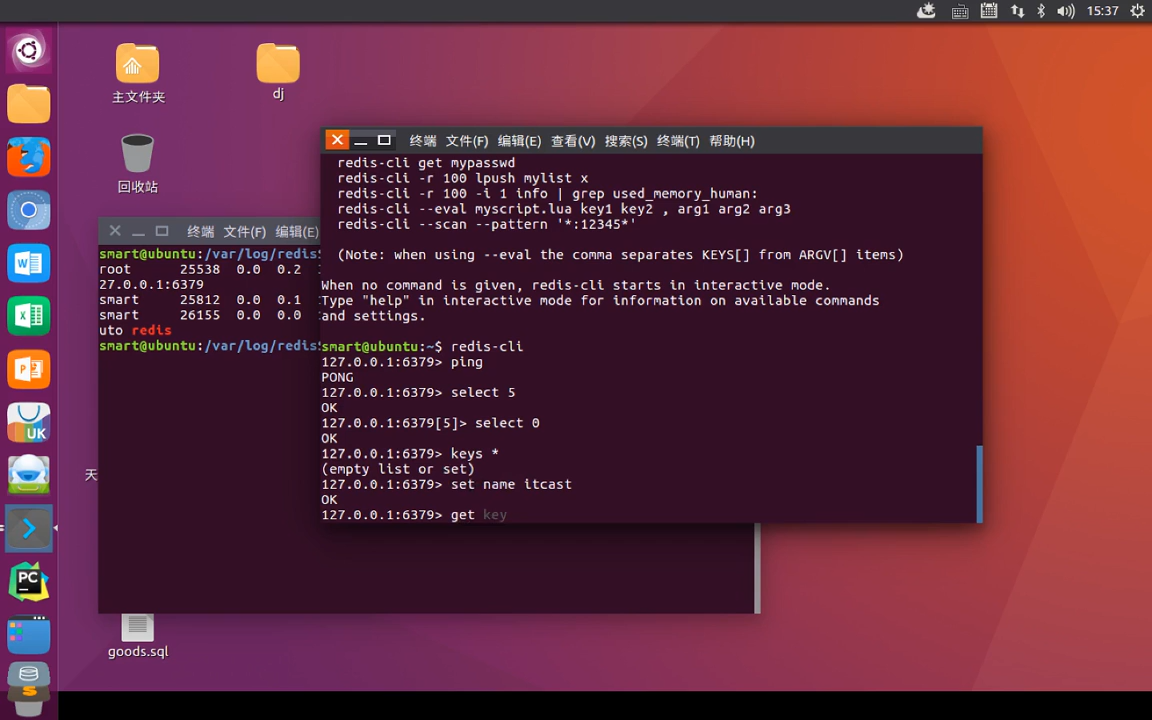 15:37
主文件夹
dj
回收站
终端 文件(F) 编辑(E) 查看(V) 搜索(S) 终端(T) 帮助(H)
redis-cli get mypasswd
redis-cli -r 100 lpush mylist x
redis-cli -r 100 -i 1 info | grep used_memory_human:
redis-cli --eval myscript.lua key1 key2 , arg1 arg2 arg3
redis-cli --scan --pattern '*:12345*'
(Note: when using --eval the comma separates KEYS[] from ARGV[] items)
When no command is given, redis-cli starts in interactive mode.
Type "help" in interactive mode for information on available commands
and settings.
smart@ubuntu:~$ redis-cli
127.0.0.1:6379> ping
PONG
127.0.0.1:6379> select 5
OK
127.0.0.1:6379[5]> select 0
OK
127.0.0.1:6379> keys *
(empty list or set)
127.0.0.1:6379> set name itcast
OK
127.0.0.1:6379> get key
终端 文件(F) 编辑(E)
smart@ubuntu:/var/log/redis$
root 25538 0.0 0.2
27.0.0.1:6379
smart 25812 0.0 0.1
smart 26155 0.0 0.0
uto redis
smart@ubuntu:/var/log/redis$
天
goods.sql
W
X
P
UK
PC
S